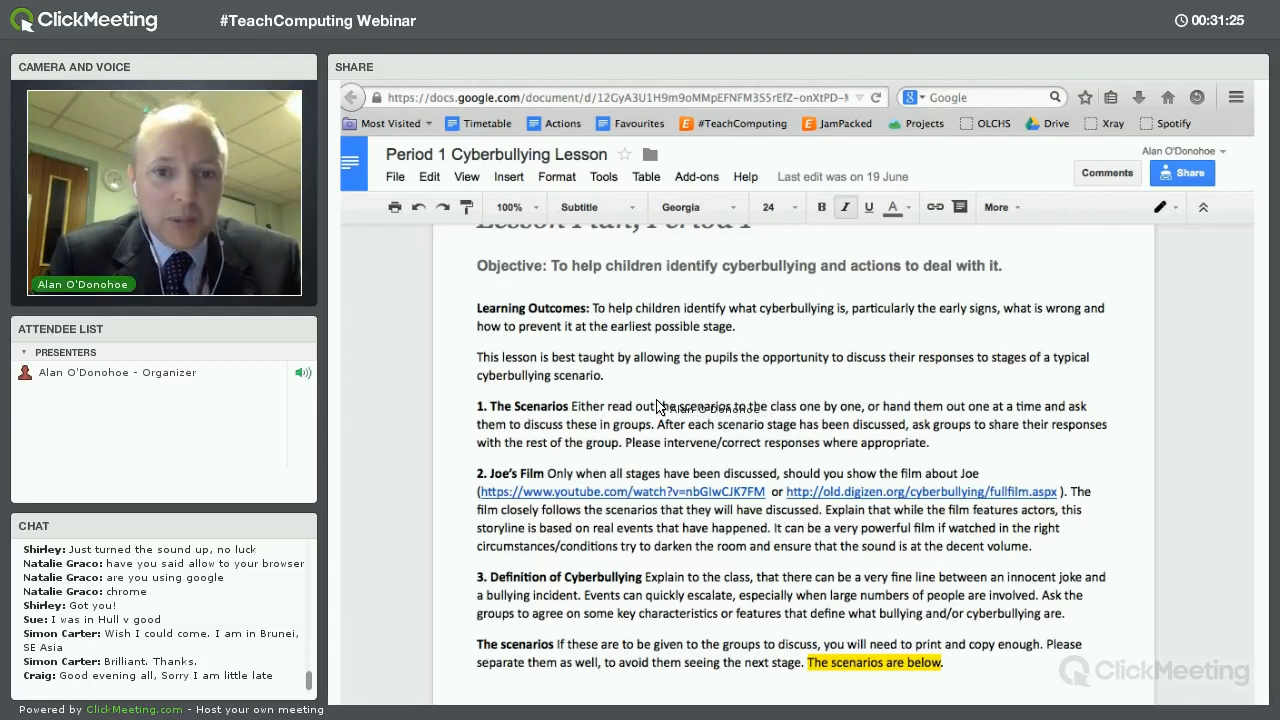 ClickMeeting
#TeachComputing Webinar
00:31:25
CAMERA AND VOICE
Alan O'Donohoe
ATTENDEE LIST
PRESENTERS
Alan O'Donohoe - Organizer
CHAT
Shirley: Just turned the sound up, no luck
Natalie Graco: have you said allow to your browser
Natalie Graco: are you using google
Natalie Graco: chrome
Shirley: Got you!
Sue: I was in Hull v good
Simon Carter: Wish I could come. I am in Brunei,
SE Asia
Simon Carter: Brilliant. Thanks.
Craig: Good evening all, Sorry I am little late
SHARE
https://docs.google.com/document/d/12GyA3U1H9m9oMMpEFNFM3S5rEfZ-onXtPD-
Google
Most Visited
Timetable
Actions
Favourites
#TeachComputing
JamPacked
Projects
OLCHS
Drive
Xray
Spotify
Period 1 Cyberbullying Lesson
Alan O'Donohoe
File Edit View Insert Format Tools Table Add-ons Help Last edit was on 19 June
Comments
Share
100% Subtitle Georgia 24 B I U A More
Lesson Plan, Period 1
Objective: To help children identify cyberbullying and actions to deal with it.
Learning Outcomes: To help children identify what cyberbullying is, particularly the early signs, what is wrong and
how to prevent it at the earliest possible stage.
This lesson is best taught by allowing the pupils the opportunity to discuss their responses to stages of a typical
cyberbullying scenario.
1. The Scenarios Either read out the scenarios to the class one by one, or hand them out one at a time and ask
Alan O'Donohoe
them to discuss these in groups. After each scenario stage has been discussed, ask groups to share their responses
with the rest of the group. Please intervene/correct responses where appropriate.
2. Joe's Film Only when all stages have been discussed, should you show the film about Joe
(https://www.youtube.com/watch?v=nbGIwCJK7FM or http://old.digizen.org/cyberbullying/fullfilm.aspx ). The
film closely follows the scenarios that they will have discussed. Explain that while the film features actors, this
storyline is based on real events that have happened. It can be a very powerful film if watched in the right
circumstances/conditions try to darken the room and ensure that the sound is at the decent volume.
3. Definition of Cyberbullying Explain to the class, that there can be a very fine line between an innocent joke and
a bullying incident. Events can quickly escalate, especially when large numbers of people are involved. Ask the
groups to agree on some key characteristics or features that define what bullying and/or cyberbullying are.
The scenarios If these are to be given to the groups to discuss, you will need to print and copy enough. Please
separate them as well, to avoid them seeing the next stage. The scenarios are below.
ClickMeeting
Powered by ClickMeeting.com - Host your own meeting